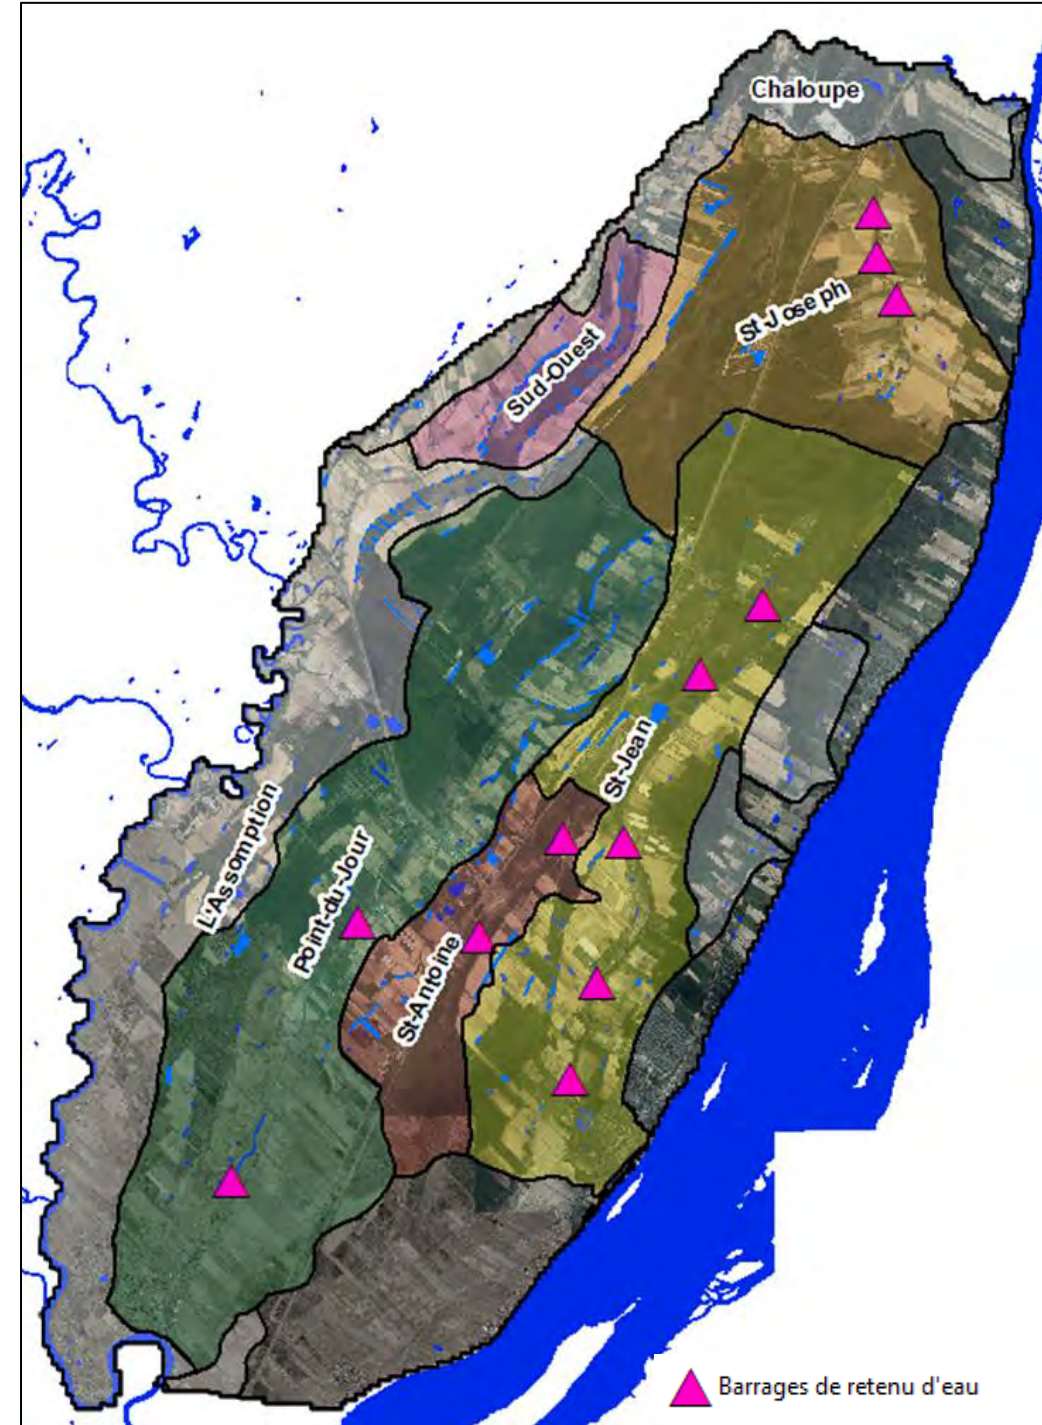 Chaloupe
St-Joseph
Sud-Ouest
St-Jean
L'Assomption
Point-du-Jour
St-Antoine
Barrages de retenu d'eau